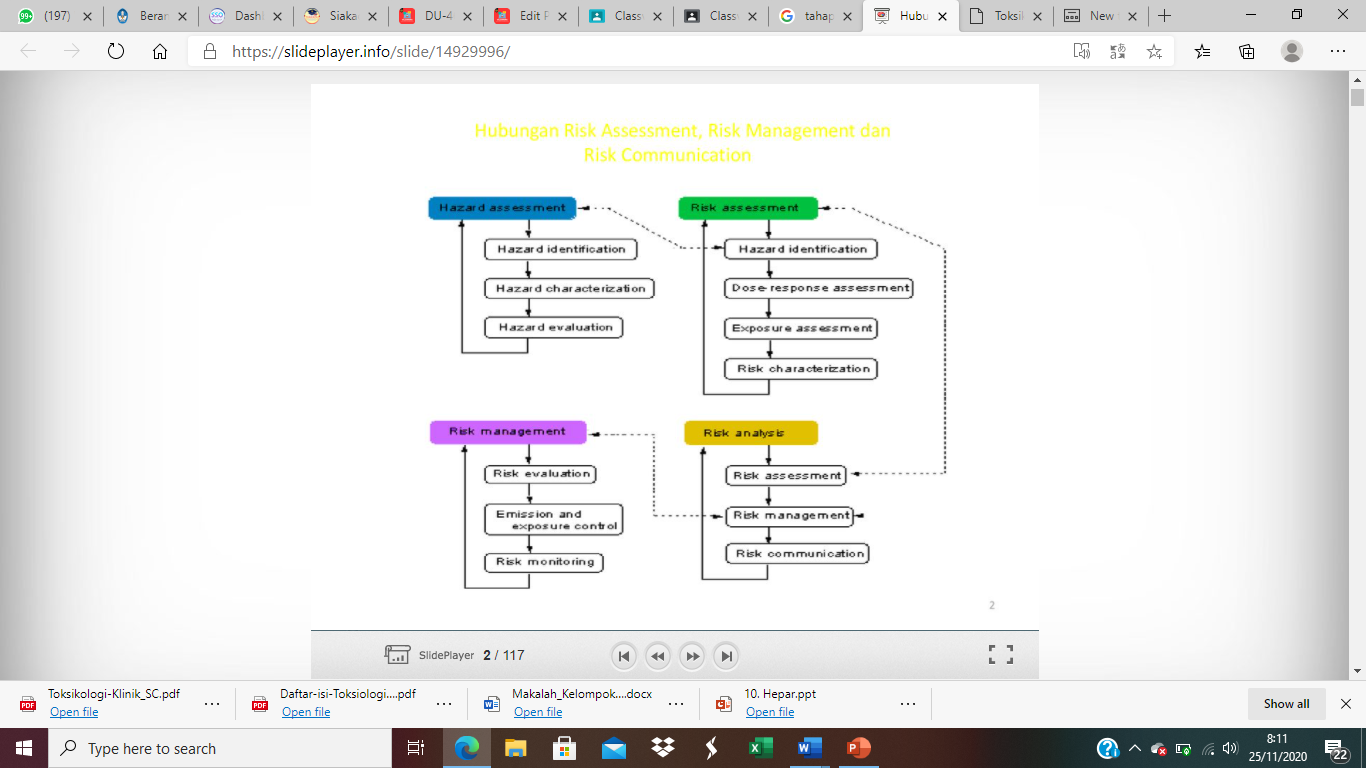 99+
(197)
Beran
SSO
Dashl
Siaka
DU-4
Edit P
Class
Class
tahap
Hubu
Toksik
New t
https://slideplayer.info/slide/14929996/
Hubungan Risk Assessment, Risk Management dan
Risk Communication
Hazard assessment
Hazard identification
Hazard characterization
Hazard evaluation
Risk assessment
Hazard identification
Dose-response assessment
Exposure assessment
Risk characterization
Risk management
Risk evaluation
Emission and
exposure control
Risk monitoring
Risk analysis
Risk assessment
Risk management
Risk communication
2
SlidePlayer 2 / 117
Toksikologi-Klinik_SC.pdf
Open file
Daftar-isi-Toksiologi....pdf
Open file
Makalah_Kelompok....docx
Open file
10. Hepar.ppt
Open file
Show all
Type here to search
8:11
25/11/2020
22